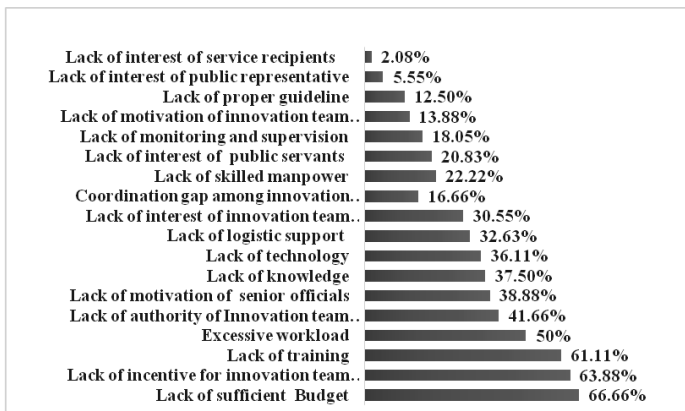 Lack of interest of service recipients 2.08%
Lack of interest of public representative 5.55%
Lack of proper guideline 12.50%
Lack of motivation of innovation team.. 13.88%
Lack of monitoring and supervision 18.05%
Lack of interest of public servants 20.83%
Lack of skilled manpower 22.22%
Coordination gap among innovation.. 16.66%
Lack of interest of innovation team.. 30.55%
Lack of logistic support 32.63%
Lack of technology 36.11%
Lack of knowledge 37.50%
Lack of motivation of senior officials 38.88%
Lack of authority of Innovation team.. 41.66%
Excessive workload 50%
Lack of training 61.11%
Lack of incentive for innovation team.. 63.88%
Lack of sufficient Budget 66.66%